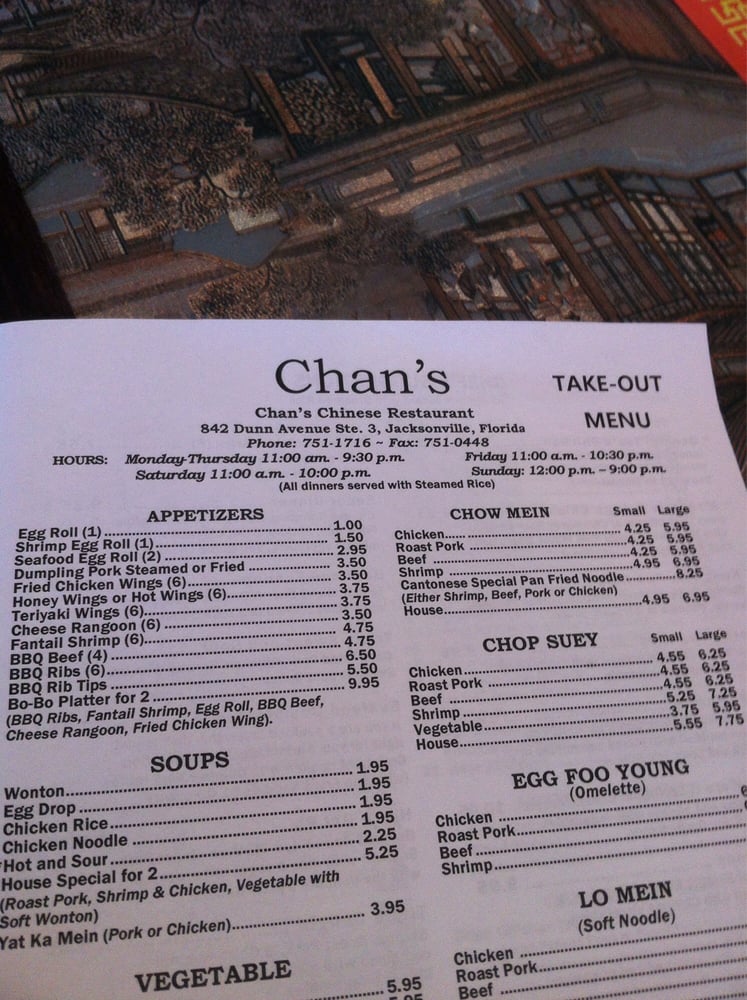 Chan's
TAKE-OUT
MENU
Chan's Chinese Restaurant
842 Dunn Avenue Ste. 3, Jacksonville, Florida
Phone: 751-1716 ~ Fax: 751-0448
HOURS: Monday-Thursday 11:00 am. - 9:30 p.m. Friday 11:00 a.m. - 10:30 p.m.
Saturday 11:00 a.m. - 10:00 p.m. Sunday: 12:00 p.m. – 9:00 p.m.
(All dinners served with Steamed Rice)
APPETIZERS
Egg Roll (1) 1.00
Shrimp Egg Roll (1) 1.50
Seafood Egg Roll (2) 2.95
Dumpling Pork Steamed or Fried 3.50
Fried Chicken Wings (6) 3.50
Honey Wings or Hot Wings (6) 3.75
Teriyaki Wings (6) 3.75
Cheese Rangoon (6) 3.50
Fantail Shrimp (6) 4.75
BBQ Beef (4) 4.75
BBQ Ribs (6) 6.50
BBQ Rib Tips 5.50
Bo-Bo Platter for 2 9.95
(BBQ Ribs, Fantail Shrimp, Egg Roll, BBQ Beef,
Cheese Rangoon, Fried Chicken Wing).
SOUPS
Wonton 1.95
Egg Drop 1.95
Chicken Rice 1.95
Chicken Noodle 1.95
Hot and Sour 2.25
House Special for 2 5.25
(Roast Pork, Shrimp & Chicken, Vegetable with
Soft Wonton)
Yat Ka Mein (Pork or Chicken) 3.95
VEGETABLE
5.95
CHOW MEIN Small Large
Chicken 4.25 5.95
Roast Pork 4.25 5.95
Beef 4.25 5.95
Shrimp 4.95 6.95
Cantonese Special Pan Fried Noodle 8.25
(Either Shrimp, Beef, Pork or Chicken)
House 4.95 6.95
CHOP SUEY Small Large
Chicken 4.55 6.25
Roast Pork 4.55 6.25
Beef 4.55 6.25
Shrimp 5.25 7.25
Vegetable 3.75 5.95
House 5.55 7.75
EGG FOO YOUNG
(Omelette)
Chicken
Roast Pork
Beef
Shrimp
LO MEIN
(Soft Noodle)
Chicken
Roast Pork
Beef